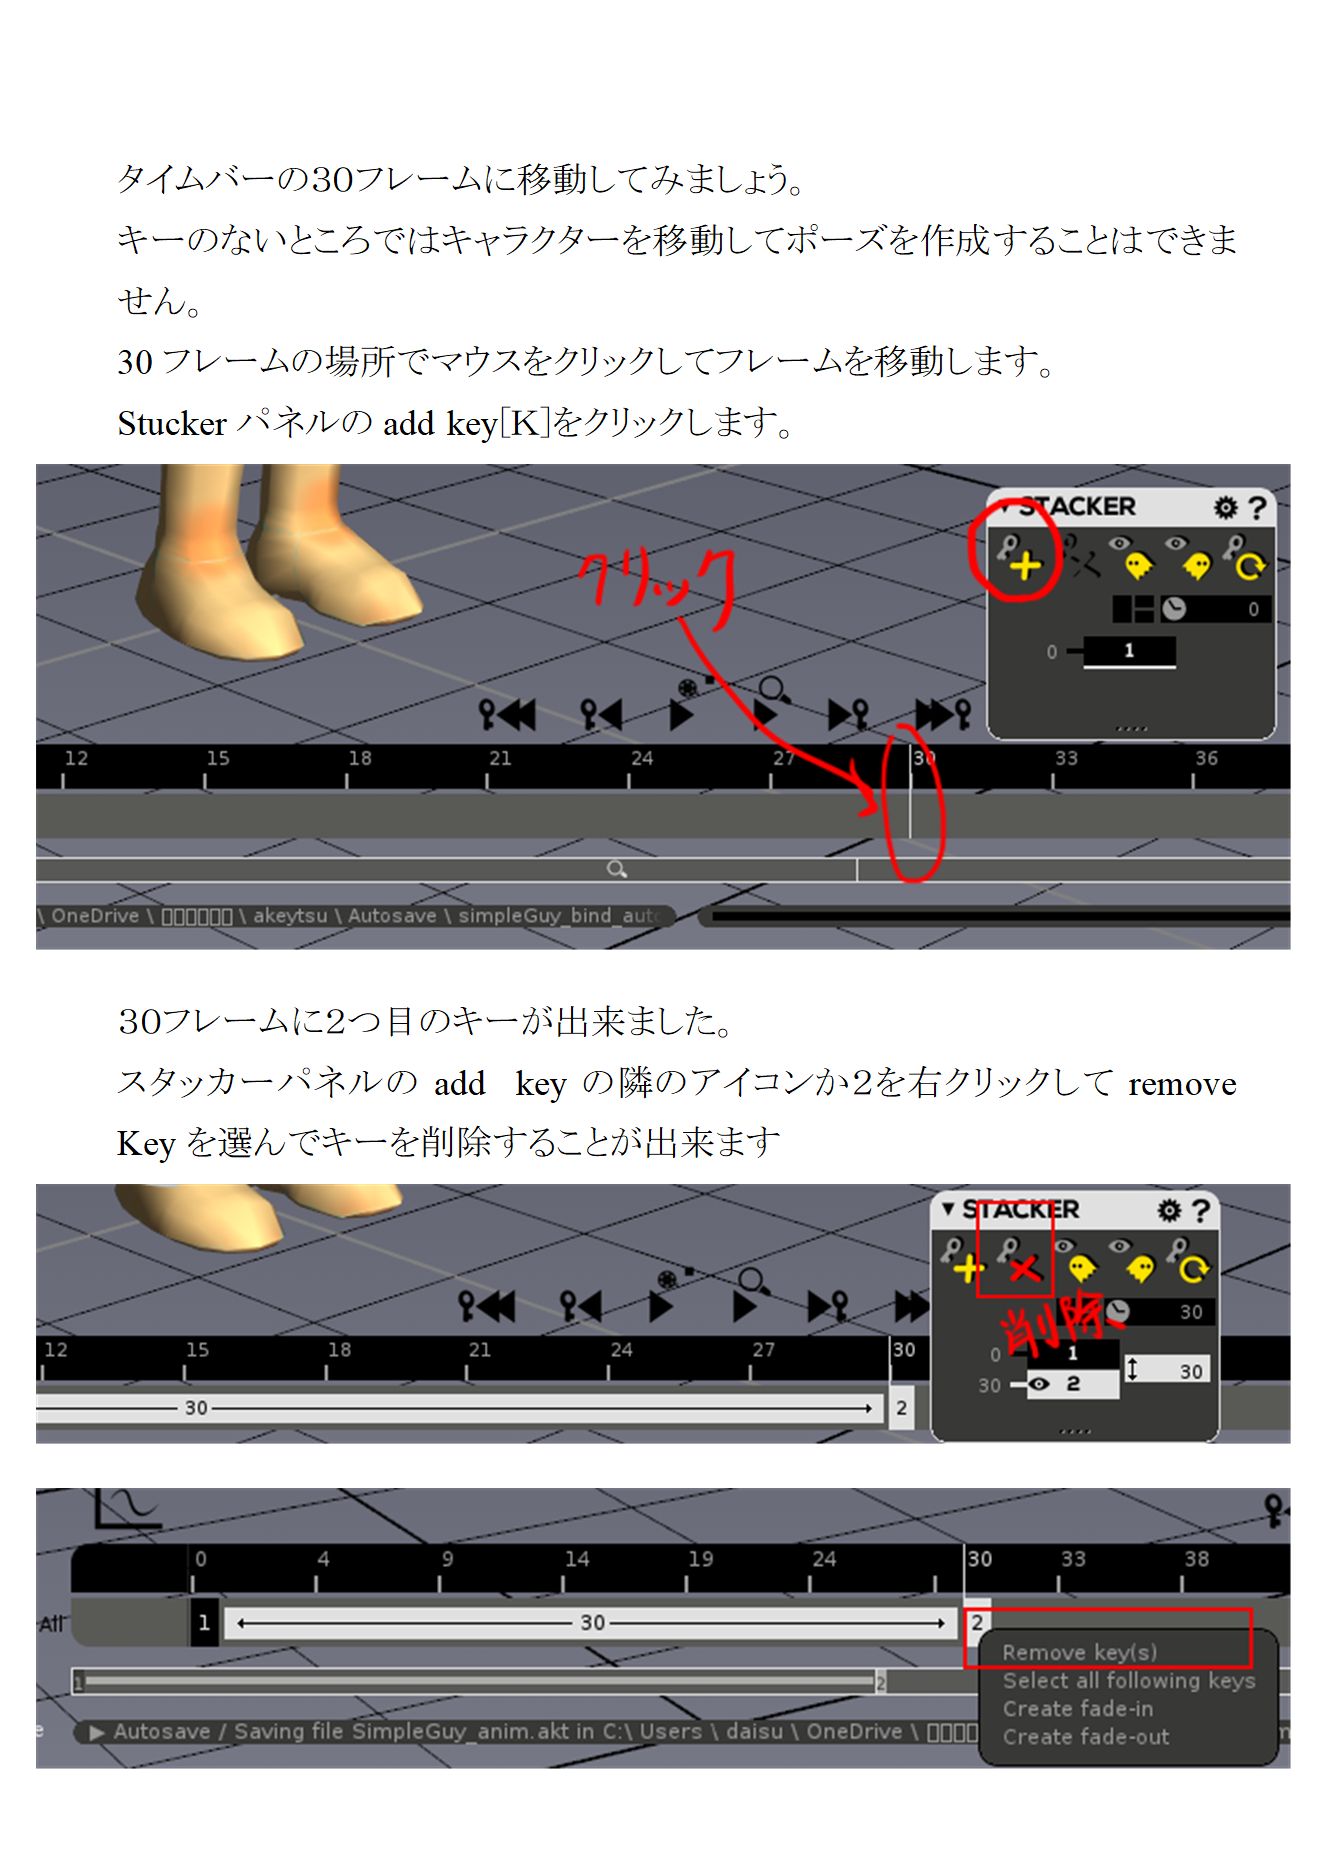 タイムバーの３０フレームに移動してみましょう。
キーのないところではキャラクターを移動してポーズを作成することはできま
せん。
30 フレームの場所でマウスをクリックしてフレームを移動します。
Stucker パネルの add key［K］をクリックします。
STACKER ?
クリック
0
0 1
12 15 18 21 24 27 30 33 36
\ OneDrive \ □□□□□□ \ akeytsu \ Autosave \ simpleGuy_bind_auto
３０フレームに２つ目のキーが出来ました。
スタッカーパネルの add key の隣のアイコンか２を右クリックして remove
Key を選んでキーを削除することが出来ます
STACKER ?
削除
30
0 1
30 2 30
12 15 18 21 24 27 30
30 2
0 4 9 14 19 24 30 33 38
All 1 30 2
Remove key(s)
1 2
Select all following keys
Create fade-in
▶ Autosave / Saving file SimpleGuy_anim.akt in C:\ Users \ daisu \ OneDrive \ □□□□
Create fade-out